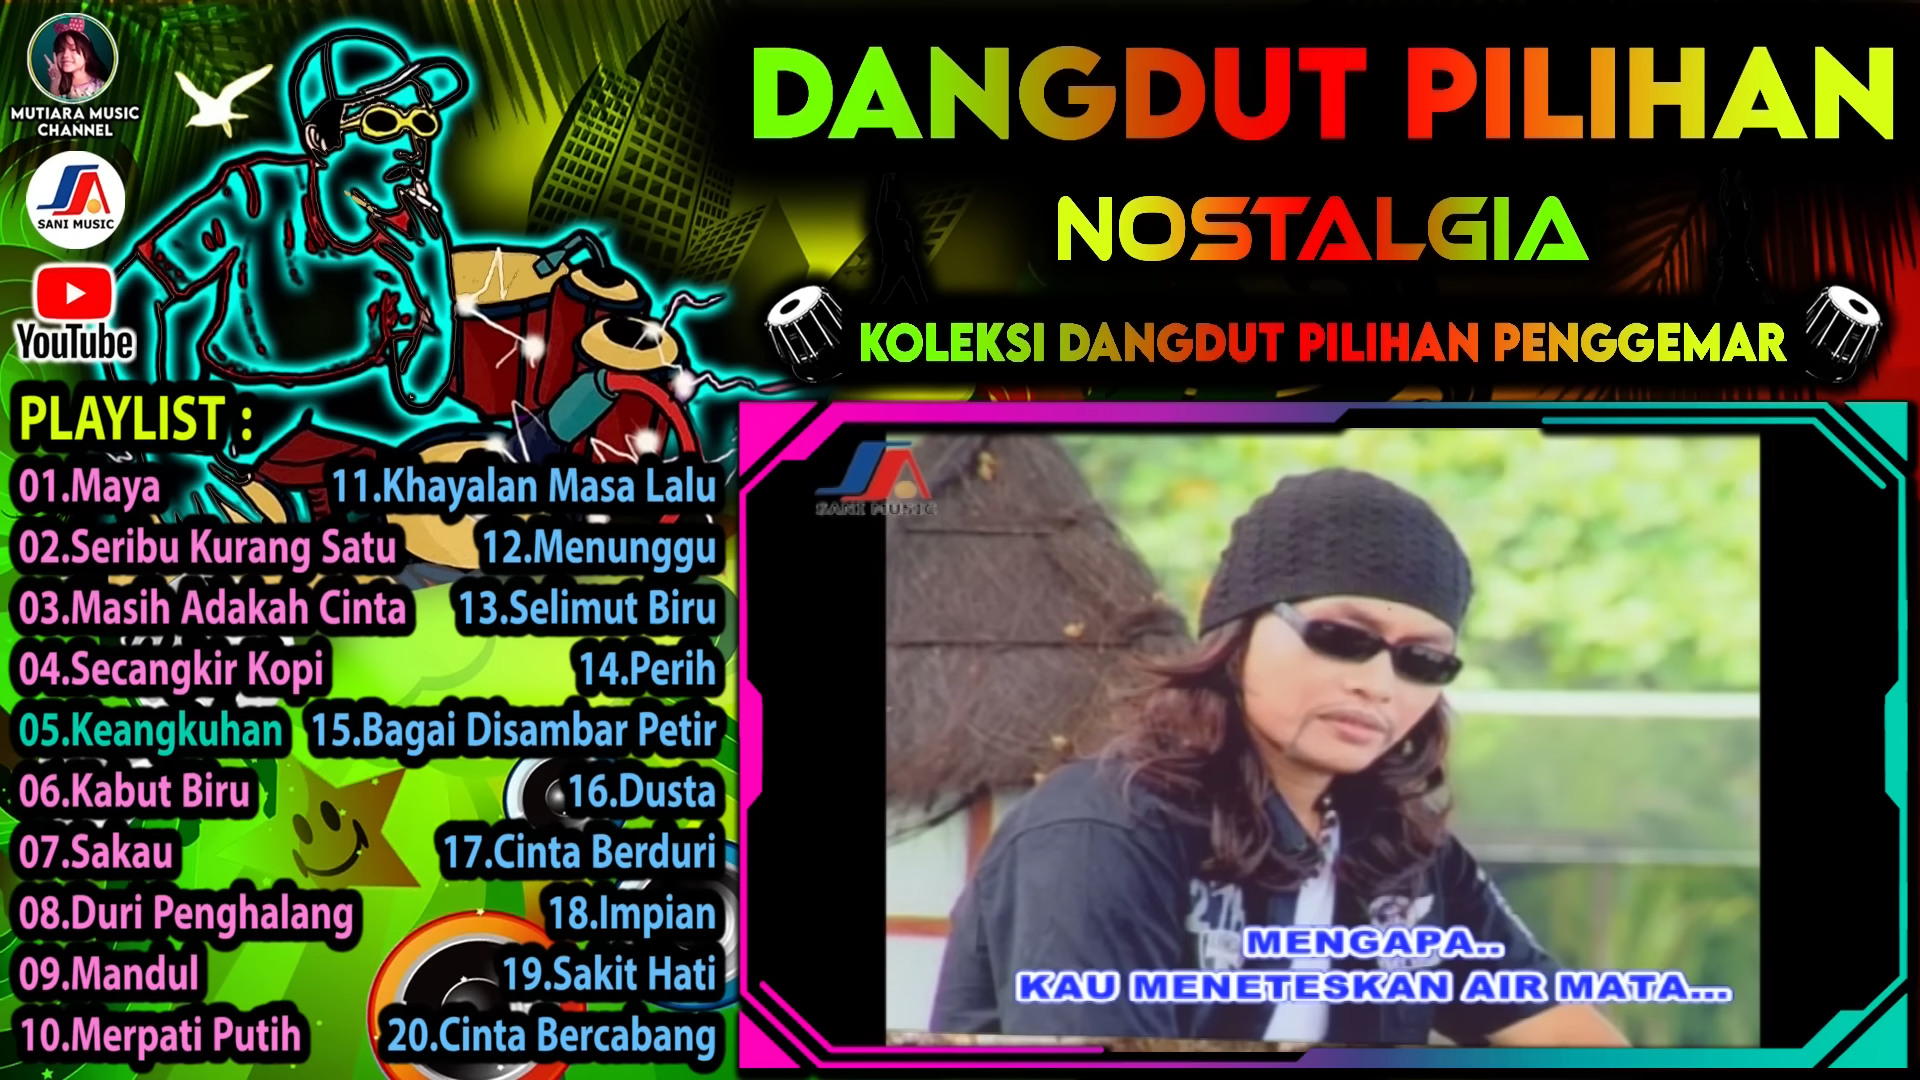 MUTIARA MUSIC
CHANNEL
SANI MUSIC
YouTube
DANGDUT PILIHAN
NOSTALGIA
KOLEKSI DANGDUT PILIHAN PENGGEMAR
PLAYLIST :
01.Maya
02.Seribu Kurang Satu
03.Masih Adakah Cinta
04.Secangkir Kopi
05.Keangkuhan
06.Kabut Biru
07.Sakau
08.Duri Penghalang
09.Mandul
10.Merpati Putih
11.Khayalan Masa Lalu
12.Menunggu
13.Selimut Biru
14.Perih
15.Bagai Disambar Petir
16.Dusta
17.Cinta Berduri
18.Impian
19.Sakit Hati
20.Cinta Bercabang
SANI MUSIC
MENGAPA..
KAU MENETESKAN AIR MATA...